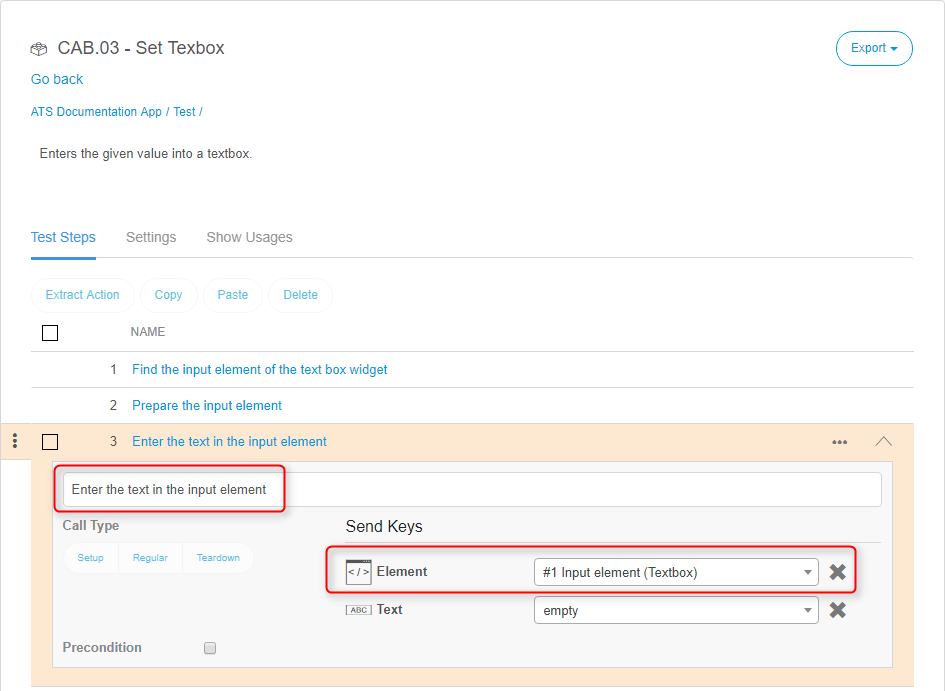 CAB.03 - Set Texbox
Export
Go back
ATS Documentation App / Test /
Enters the given value into a textbox.
Test Steps Settings Show Usages
Extract Action Copy Paste Delete
NAME
1 Find the input element of the text box widget
2 Prepare the input element
3 Enter the text in the input element
Enter the text in the input element
Call Type
Send Keys
Setup Regular Teardown
</> Element #1 Input element (Textbox)
ABC Text empty
Precondition